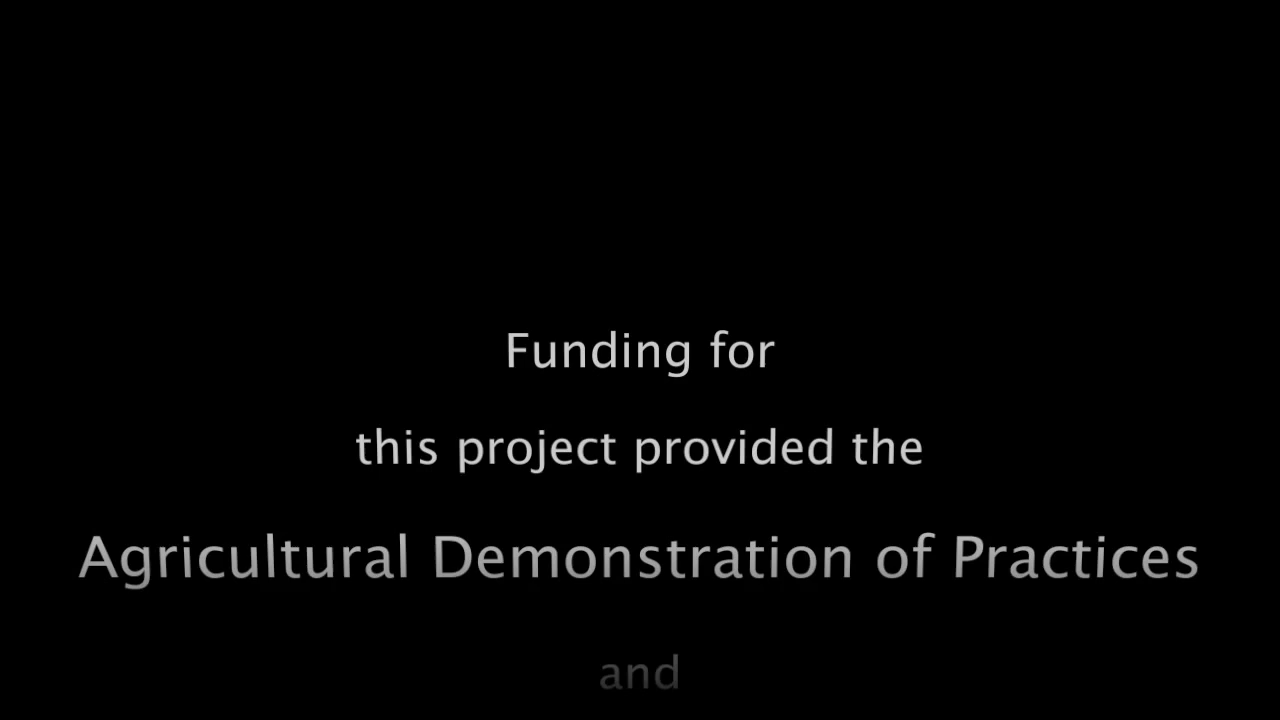 Funding for
this project provided the
Agricultural Demonstration of Practices
and